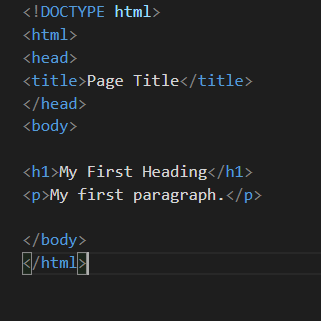 <!DOCTYPE html>
<html>
<head>
<title>Page Title</title>
</head>
<body>
<h1>My First Heading</h1>
<p>My first paragraph.</p>
</body>
</html>